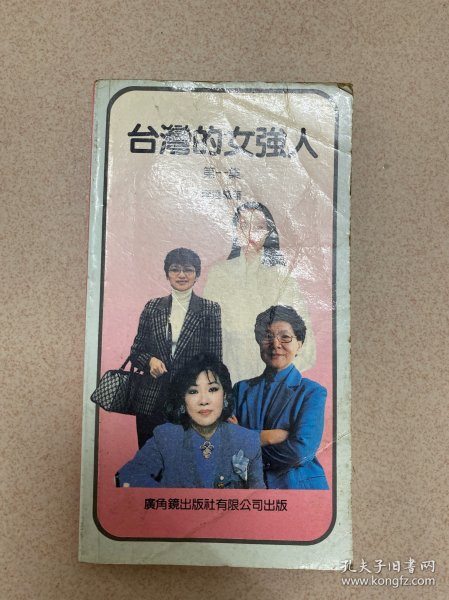 台灣的女強人
第一集
廣角鏡出版社有限公司出版
孔夫子旧书网
www.kongfz.com